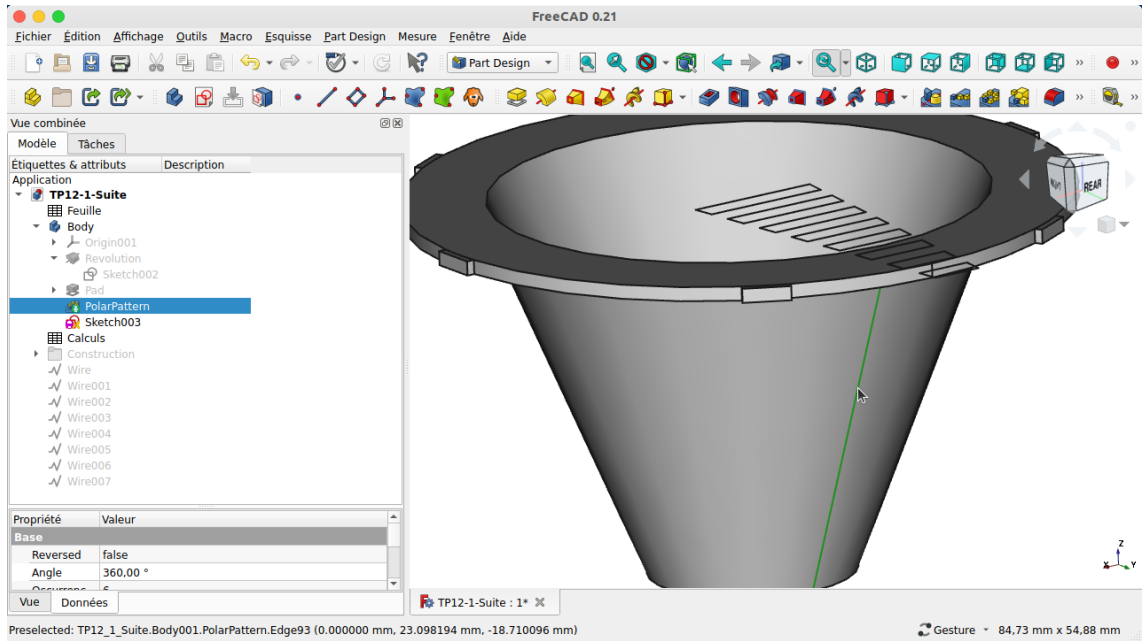 FreeCAD 0.21
Fichier Édition Affichage Outils Macro Esquisse Part Design Mesure Fenêtre Aide
Part Design
Vue combinée
Modèle Tâches
Étiquettes & attributs Description
Application
TP12-1-Suite
Feuille
Body
Origin001
Revolution
Sketch002
Pad
PolarPattern
Sketch003
Calculs
Construction
Wire
Wire001
Wire002
Wire003
Wire004
Wire005
Wire006
Wire007
REAR
Z
X Y
Propriété Valeur
Base
Reversed false
Angle 360,00 °
Vue Données
TP12-1-Suite : 1*
Preselected: TP12_1_Suite.Body001.PolarPattern.Edge93 (0.000000 mm, 23.098194 mm, -18.710096 mm)
Gesture 84,73 mm x 54,88 mm